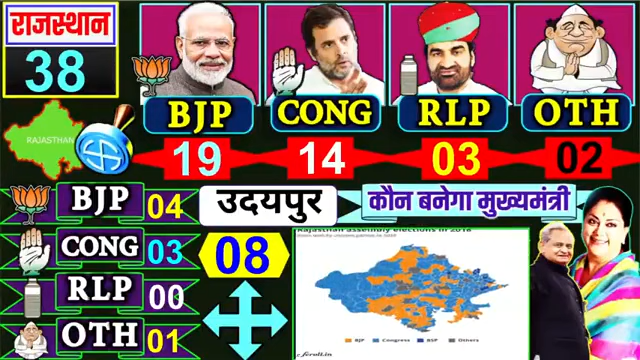 राजस्थान
38
BJP
CONG
RLP
OTH
RAJASTHAN
19
14
03
02
BJP 04
उदयपुर
कौन बनेगा मुख्यमंत्री
CONG 03
08
Rajasthan assembly elections in 2018
RLP 00
OTH 01
BJP Congress BSP Others